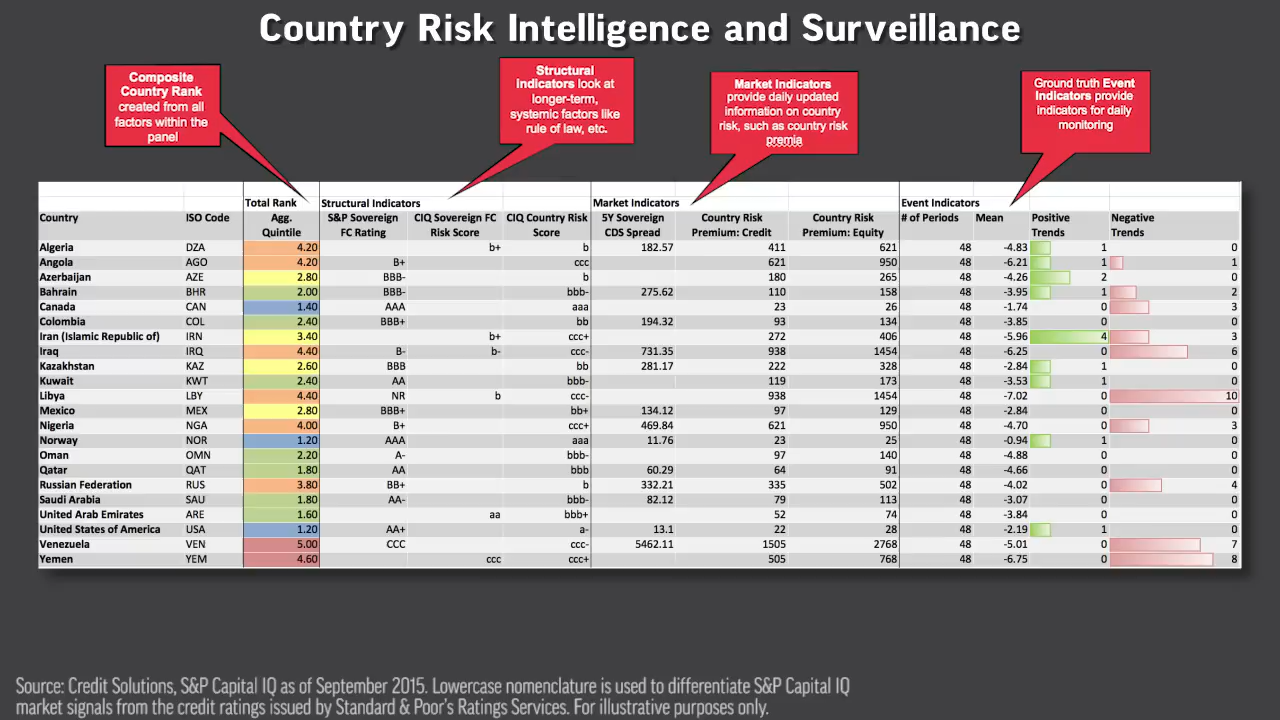 Country Risk Intelligence and Surveillance
Composite
Country Rank
created from all
factors within the
panel
Structural
Indicators look at
longer-term,
systemic factors like
rule of law, etc.
Market Indicators
provide daily updated
information on country
risk, such as country risk
premia
Ground truth Event
Indicators provide
indicators for daily
monitoring
Total Rank Structural Indicators Market Indicators Event Indicators
Country ISO Code Agg. S&P Sovereign CIQ Sovereign FC CIQ Country Risk 5Y Sovereign Country Risk Country Risk # of Periods Mean Positive Negative
Quintile FC Rating Risk Score Score CDS Spread Premium: Credit Premium: Equity Trends Trends
Algeria DZA 4.20 b+ b 182.57 411 621 48 -4.83 1 0
Angola AGO 4.20 B+ ccc 621 950 48 -6.21 1 1
Azerbaijan AZE 2.80 BBB- b 180 265 48 -4.26 2 0
Bahrain BHR 2.00 BBB- bbb- 275.62 110 158 48 -3.95 1 2
Canada CAN 1.40 AAA aaa 23 26 48 -1.74 0 3
Colombia COL 2.40 BBB+ bb 194.32 93 134 48 -3.85 0 0
Iran (Islamic Republic of) IRN 3.40 b+ ccc+ 272 406 48 -5.96 4 3
Iraq IRQ 4.40 B- b- ccc- 731.35 938 1454 48 -6.25 0 6
Kazakhstan KAZ 2.60 BBB bb 281.17 222 328 48 -2.84 1 0
Kuwait KWT 2.40 AA bbb- 119 173 48 -3.53 1 0
Libya LBY 4.40 NR b ccc- 938 1454 48 -7.02 0 10
Mexico MEX 2.80 BBB+ bb+ 134.12 97 129 48 -2.84 0 0
Nigeria NGA 4.00 B+ ccc+ 469.84 621 950 48 -4.70 0 3
Norway NOR 1.20 AAA aaa 11.76 23 25 48 -0.94 1 0
Oman OMN 2.20 A- bbb- 97 140 48 -4.88 0 0
Qatar QAT 1.80 AA bbb 60.29 64 91 48 -4.66 0 0
Russian Federation RUS 3.80 BB+ b 332.21 335 502 48 -4.02 0 4
Saudi Arabia SAU 1.80 AA- bbb- 82.12 79 113 48 -3.07 0 0
United Arab Emirates ARE 1.60 aa bbb+ 52 74 48 -3.84 0 0
United States of America USA 1.20 AA+ a- 13.1 22 28 48 -2.19 1 0
Venezuela VEN 5.00 CCC ccc- 5462.11 1505 2768 48 -5.01 0 7
Yemen YEM 4.60 ccc ccc+ 505 768 48 -6.75 0 8
Source: Credit Solutions, S&P Capital IQ as of September 2015. Lowercase nomenclature is used to differentiate S&P Capital IQ
market signals from the credit ratings issued by Standard & Poor's Ratings Services. For illustrative purposes only.